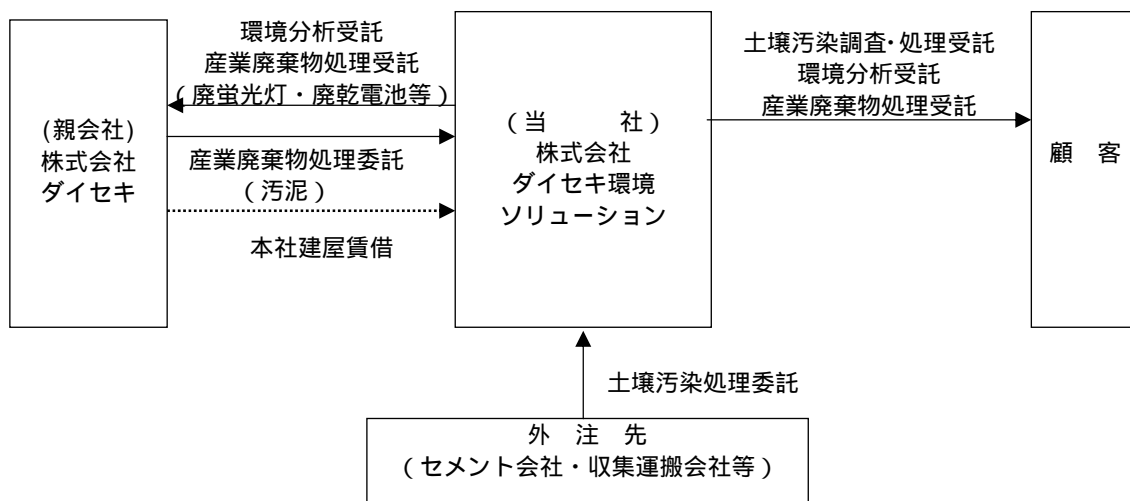 環境分析受託
産業廃棄物処理受託
(廃蛍光灯・廃乾電池等)
(親会社)
株式会社
ダイセキ
産業廃棄物処理委託
(汚泥)
本社建屋賃借
(当 社)
株式会社
ダイセキ環境
ソリューション
土壌汚染調査・処理受託
環境分析受託
産業廃棄物処理受託
顧 客
土壌汚染処理委託
外 注 先
(セメント会社・収集運搬会社等)